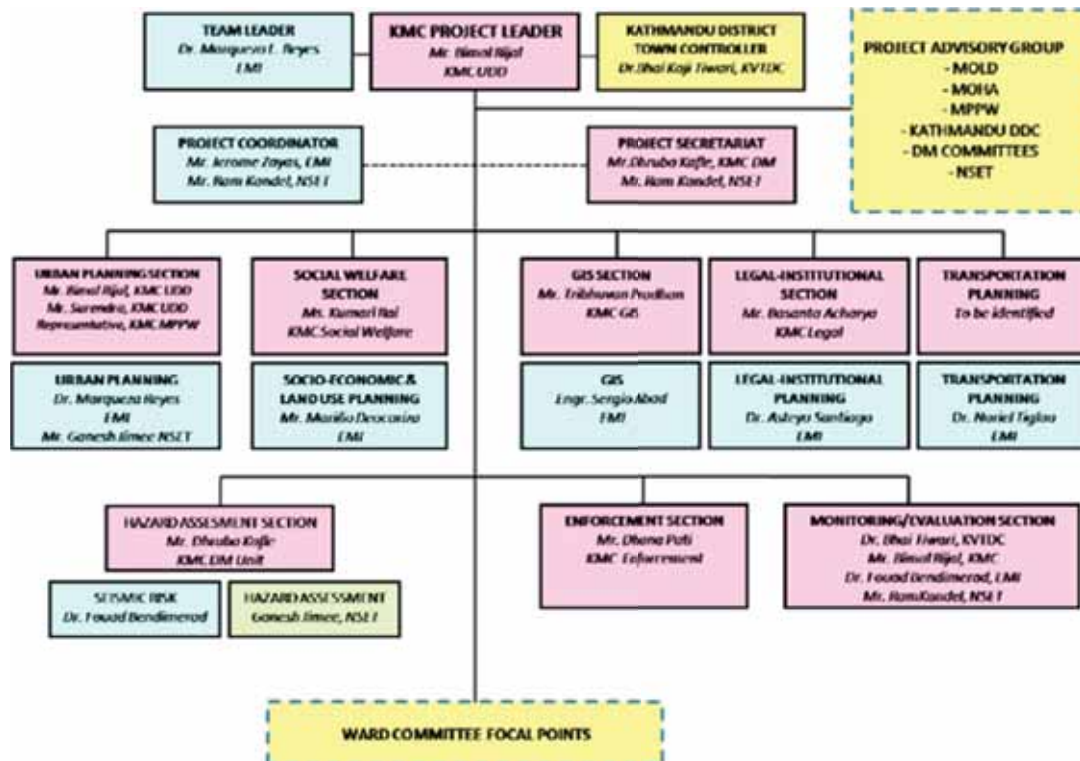 TEAM LEADER
Dr. Marqueza L. Reyes
EMI
KMC PROJECT LEADER
Mr. Bimal Rijal
KMC UDD
KATHMANDU DISTRICT
TOWN CONTROLLER
Dr.Bhai Kaji Tiwari, KVTDC
PROJECT ADVISORY GROUP
- MOLD
- MOHA
- MPPW
- KATHMANDU DDC
- DM COMMITTEES
- NSET
PROJECT COORDINATOR
Mr. Jerome Zayas, EMI
Mr. Ram Kandel, NSET
PROJECT SECRETARIAT
Mr.Dhruba Kafle, KMC DM
Mr. Ram Kandel, NSET
URBAN PLANNING SECTION
Mr. Bimal Rijal, KMC UDD
Mr. Surendra, KMC UDD
Representative, KMC MPPW
SOCIAL WELFARE
SECTION
Ms. Kumari Rai
KMC Social Welfare
GIS SECTION
Mr. Tribhuvan Pradhan
KMC GIS
LEGAL-INSTITUTIONAL
SECTION
Mr. Basanta Acharya
KMC Legal
TRANSPORTATION
PLANNING
To be identified
URBAN PLANNING
Dr. Marqueza Reyes
EMI
Mr. Ganesh Jimee NSET
SOCIO-ECONOMIC &
LAND USE PLANNING
Mr. Mariño Deocariza
EMI
GIS
Engr. Sergio Abad
EMI
LEGAL-INSTITUTIONAL
PLANNING
Dr. Asteya Santiago
EMI
TRANSPORTATION
PLANNING
Dr. Noriel Tiglao
EMI
HAZARD ASSESMENT SECTION
Mr. Dhruba Kafle
KMC DM Unit
ENFORCEMENT SECTION
Mr. Dhana Pati
KMC Enforcement
MONITORING/EVALUATION SECTION
Dr. Bhai Tiwari, KVTDC
Mr. Bimal Rijal, KMC
Dr. Fouad Bendimerad, EMI
Mr. RamKandel, NSET
SEISMIC RISK
Dr. Fouad Bendimerad
HAZARD ASSESSMENT
Ganesh Jimee, NSET
WARD COMMITTEE FOCAL POINTS